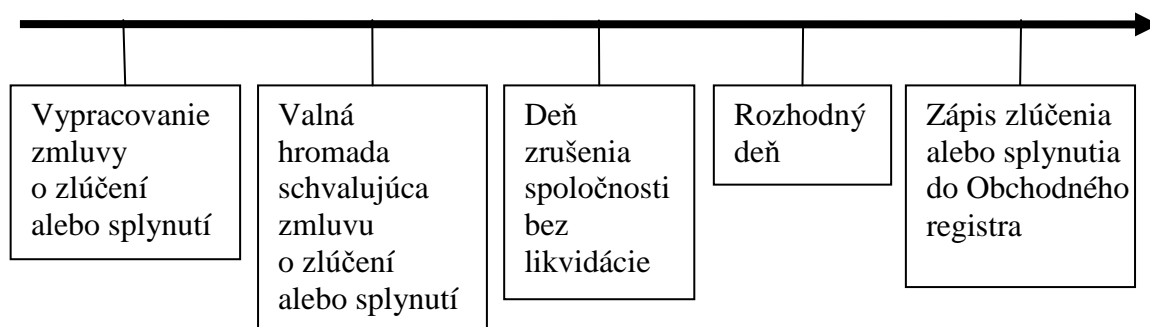 Vypracovanie
zmluvy
o zlúčení
alebo splynutí
Valná
hromada
schvalujúca
zmluvu
o zlúčení
alebo splynutí
Deň
zrušenia
spoločnosti
bez
likvidácie
Rozhodný
deň
Zápis zlúčenia
alebo splynutia
do Obchodného
registra